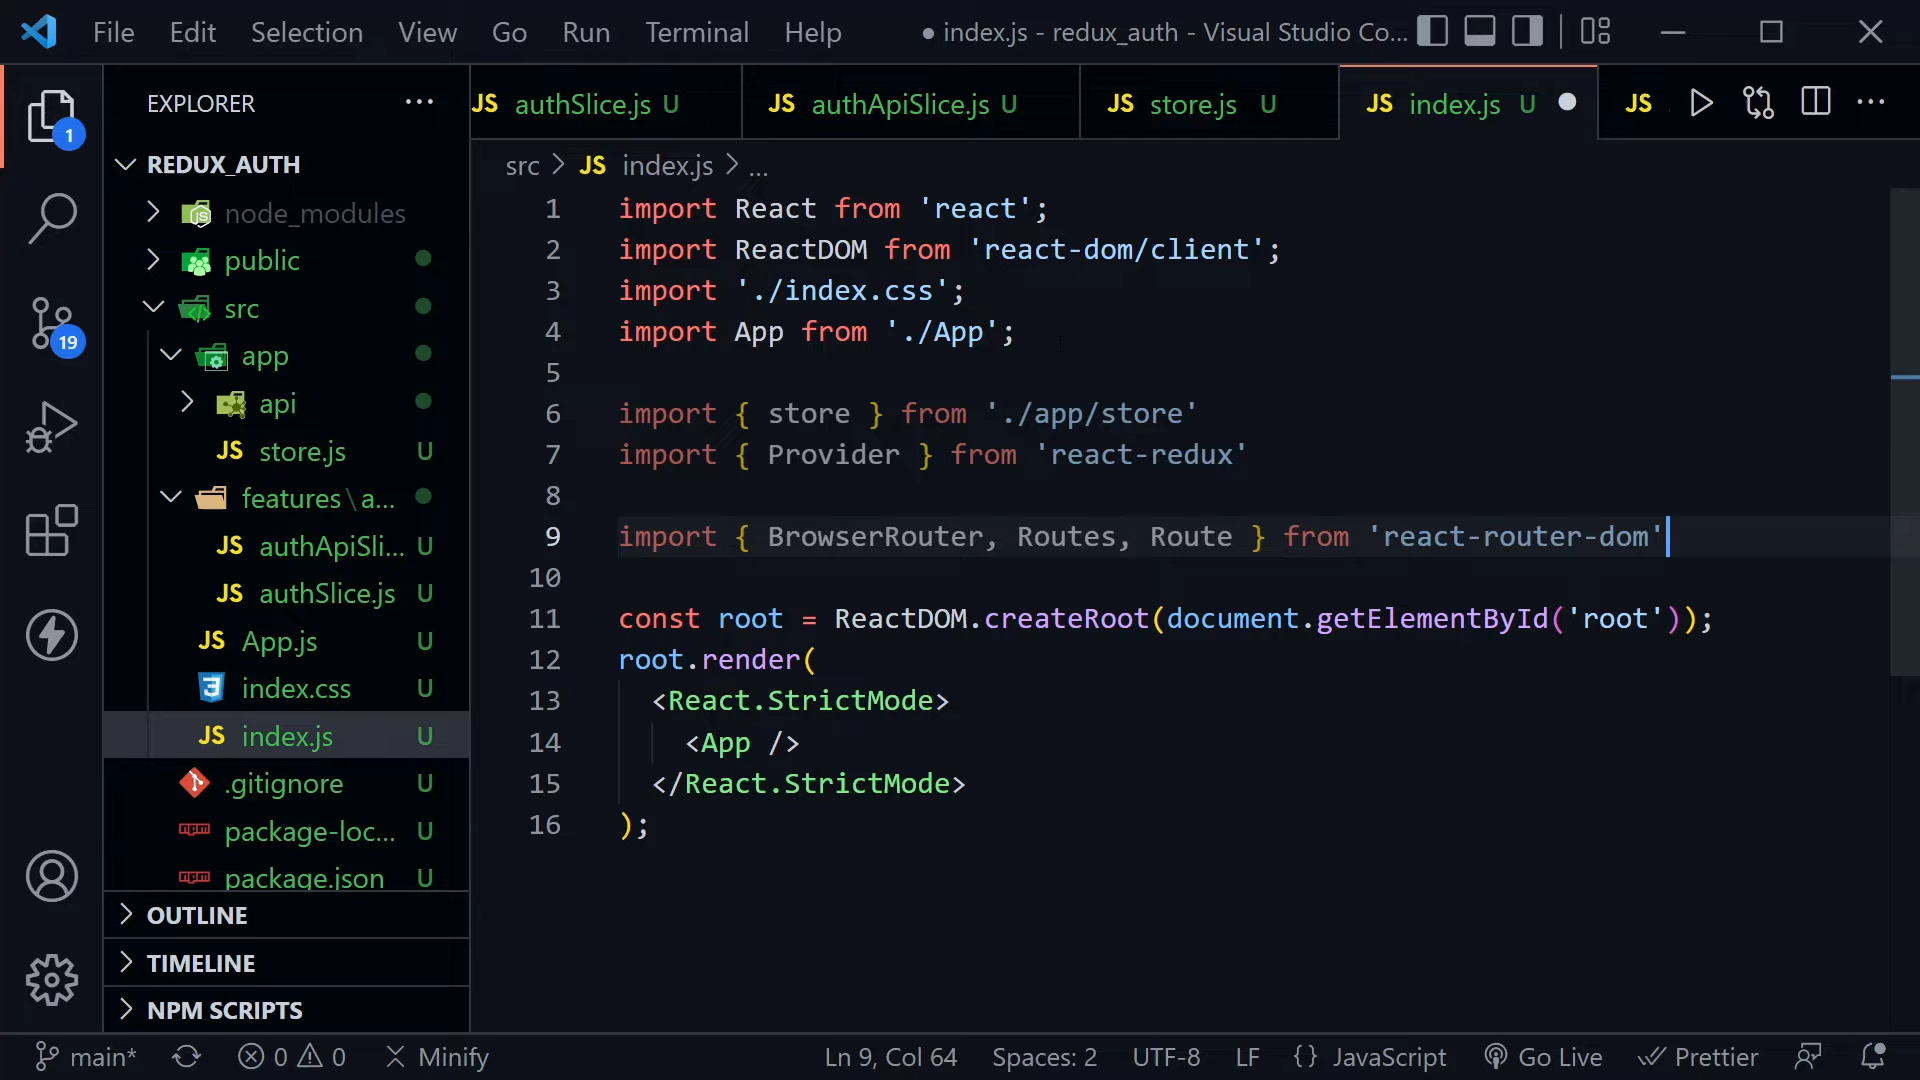 File Edit Selection View Go Run Terminal Help ● index.js - redux_auth - Visual Studio Co...
EXPLORER ...
JS authSlice.js U JS authApiSlice.js U JS store.js U JS index.js U ● JS ...
1
REDUX_AUTH
src > JS index.js > ...
node_modules
public
src
app
api
JS store.js U
features\a...
JS authApiSli... U
JS authSlice.js U
JS App.js U
index.css U
JS index.js U
.gitignore U
package-loc... U
package.json U
OUTLINE
TIMELINE
NPM SCRIPTS
19
1 import React from 'react';
2 import ReactDOM from 'react-dom/client';
3 import './index.css';
4 import App from './App';
5
6 import { store } from './app/store'
7 import { Provider } from 'react-redux'
8
9 import { BrowserRouter, Routes, Route } from 'react-router-dom'
10
11 const root = ReactDOM.createRoot(document.getElementById('root'));
12 root.render(
13 <React.StrictMode>
14 <App />
15 </React.StrictMode>
16 );
main* 0 0 Minify Ln 9, Col 64 Spaces: 2 UTF-8 LF {} JavaScript Go Live Prettier